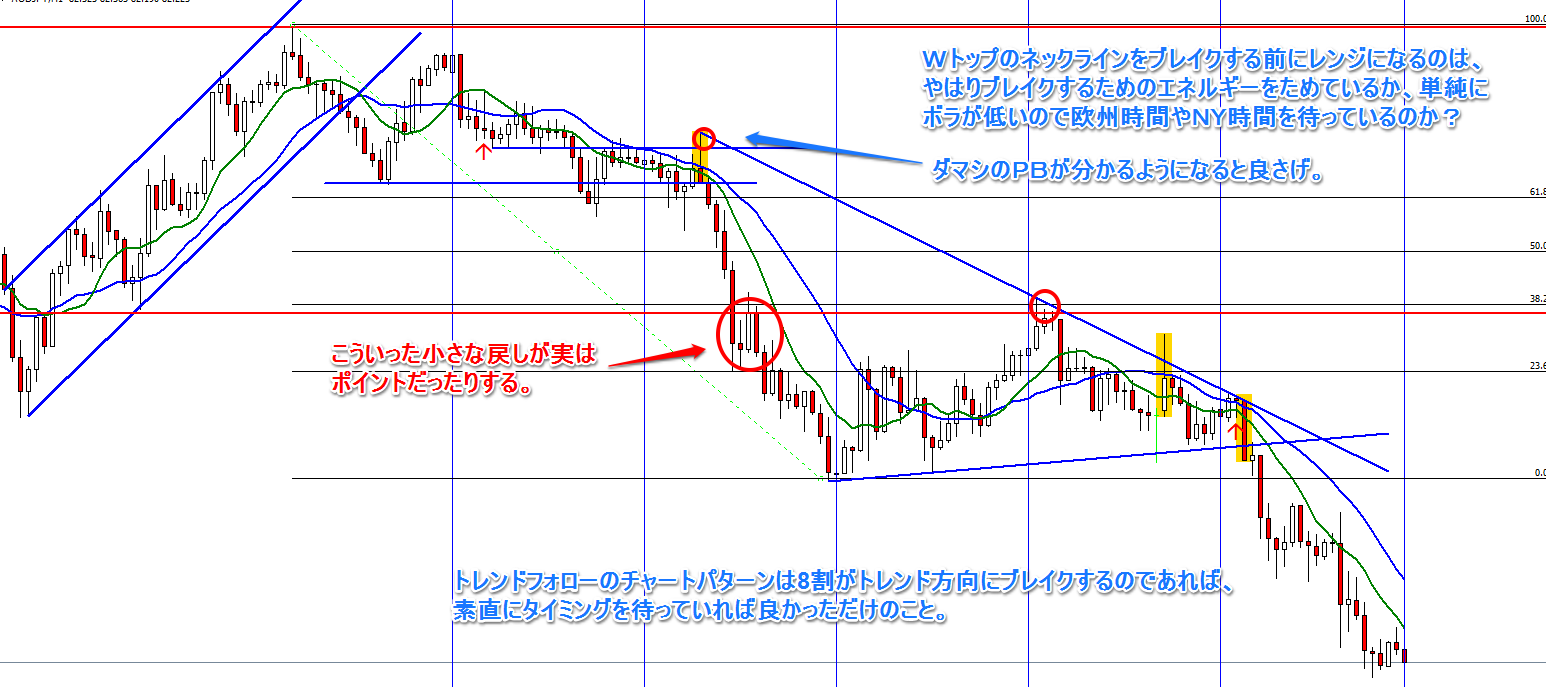 100.0
Ｗトップのネックラインをブレイクする前にレンジになるのは、
やはりブレイクするためのエネルギーをためているか、単純に
ボラが低いので欧州時間やNY時間を待っているのか？
ダマシのＰＢが分かるようになると良さげ。
61.8
50.0
38.2
こういった小さな戻しが実は
ポイントだったりする。
23.6
0.0
トレンドフォローのチャートパターンは8割がトレンド方向にブレイクするのであれば、
素直にタイミングを待っていれば良かっただけのこと。